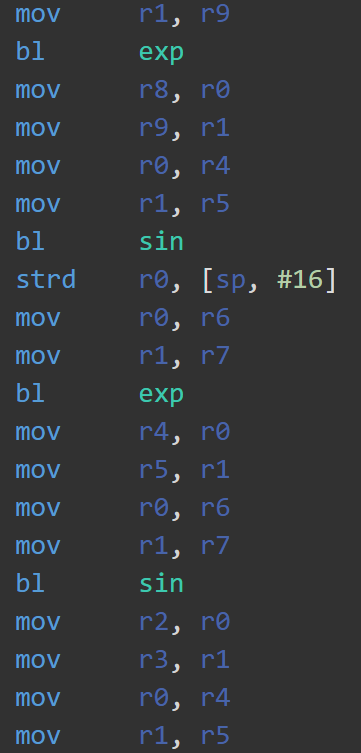 mov r1, r9
bl exp
mov r8, r0
mov r9, r1
mov r0, r4
mov r1, r5
bl sin
strd r0, [sp, #16]
mov r0, r6
mov r1, r7
bl exp
mov r4, r0
mov r5, r1
mov r0, r6
mov r1, r7
bl sin
mov r2, r0
mov r3, r1
mov r0, r4
mov r1, r5